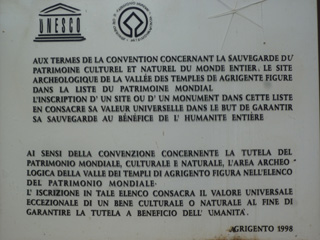 UNESCO
AUX TERMES DE LA CONVENTION CONCERNANT LA SAUVEGARDE DU
PATRIMOINE CULTUREL ET NATUREL DU MONDE ENTIER, LE SITE
ARCHEOLOGIQUE DE LA VALLÉE DES TEMPLES DE AGRIGENTE FIGURE
DANS LA LISTE DU PATRIMOINE MONDIAL
L'INSCRIPTION D'UN SITE OU D'UN MONUMENT DANS CETTE LISTE
EN CONSACRE SA VALEUR UNIVERSELLE DANS LE BUT DE GARANTIR
SA SAUVEGARDE AU BÉNÉFICE DE L'HUMANITE ENTIÈRE
AI SENSI DELLA CONVENZIONE CONCERNENTE LA TUTELA DEL
PATRIMONIO MONDIALE, CULTURALE E NATURALE, L'AREA ARCHEO
LOGICA DELLA VALLE DEI TEMPLI DI AGRIGENTO FIGURA NELL'ELENCO
DEL PATRIMONIO MONDIALE
L'ISCRIZIONE IN TALE ELENCO CONSACRA IL VALORE UNIVERSALE
ECCEZIONALE DI UN BENE CULTURALE O NATURALE AL FINE DI
GARANTIRE LA TUTELA A BENEFICIO DELL'UMANITÀ.
AGRIGENTO 1998